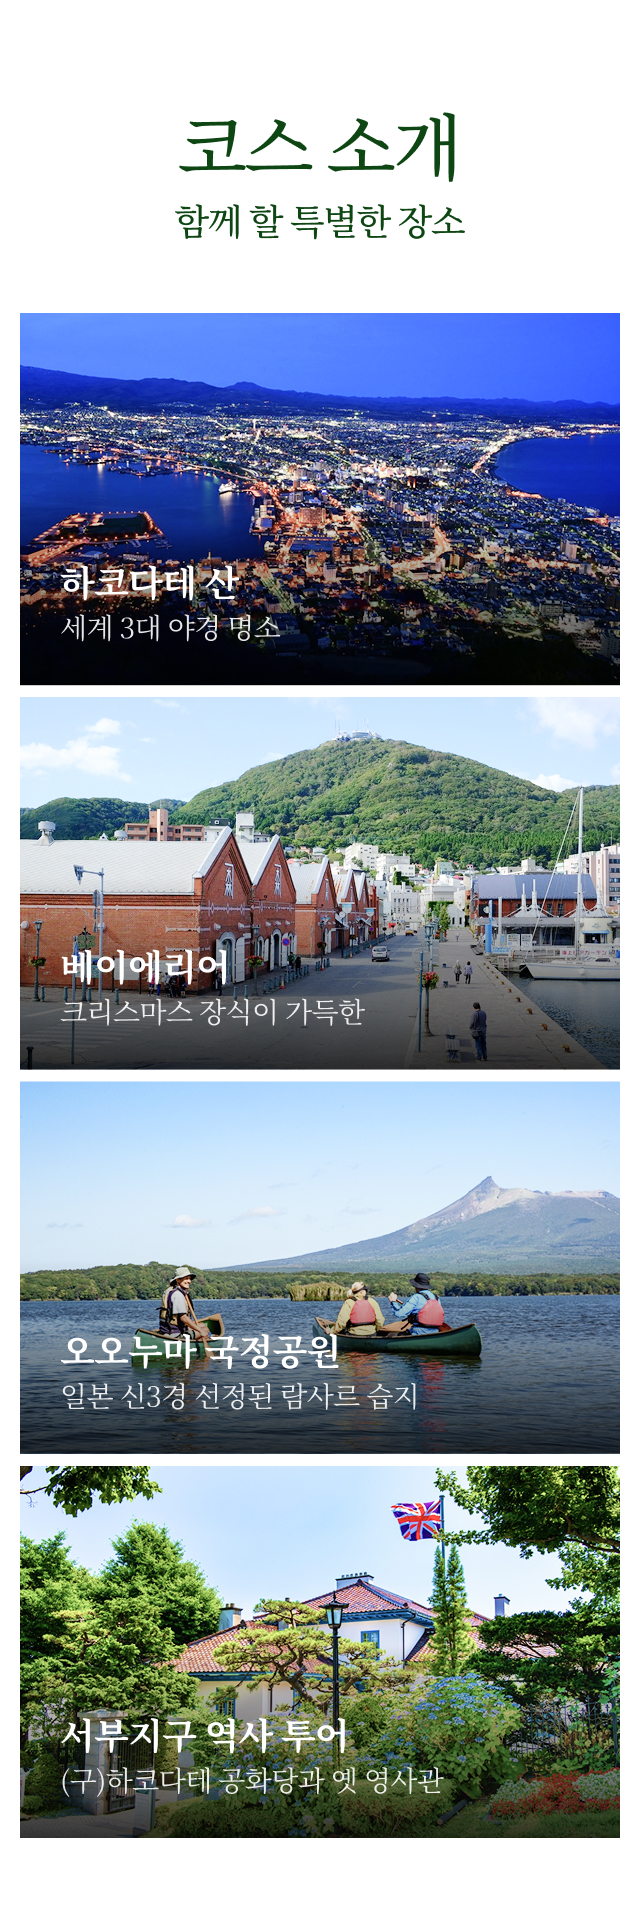 코스 소개
함께 할 특별한 장소
하코다테 산
세계 3대 야경 명소
베이에리어
크리스마스 장식이 가득한
오오누마 국정공원
일본 신3경 선정된 람사르 습지
서부지구 역사 투어
(구)하코다테 공화당과 옛 영사관